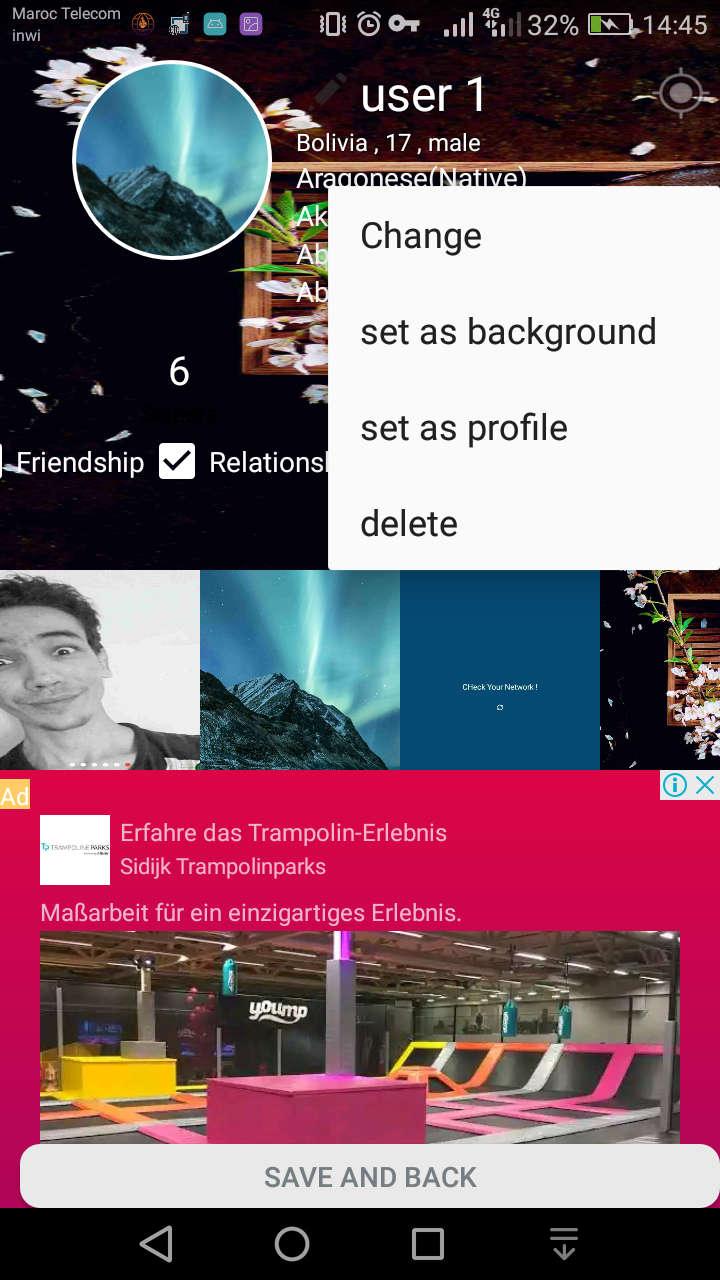 Maroc Telecom
inwi
4G
32%
14:45
user 1
Bolivia , 17 , male
Aragonese(Native)
Ak
Ab
Ab
Change
set as background
set as profile
delete
6
Skipers
Friendship
Relations
CHeck Your Network !
Ad
TRAMPOLINE PARKS
Erfahre das Trampolin-Erlebnis
Sidijk Trampolinparks
Maßarbeit für ein einzigartiges Erlebnis.
yoump
SAVE AND BACK